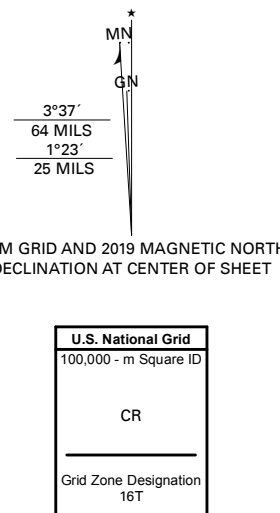 ★
MN
GN
3°37´
64 MILS
1°23´
25 MILS
M GRID AND 2019 MAGNETIC NORTH
DECLINATION AT CENTER OF SHEET
U.S. National Grid
100,000 - m Square ID
CR
Grid Zone Designation
16T